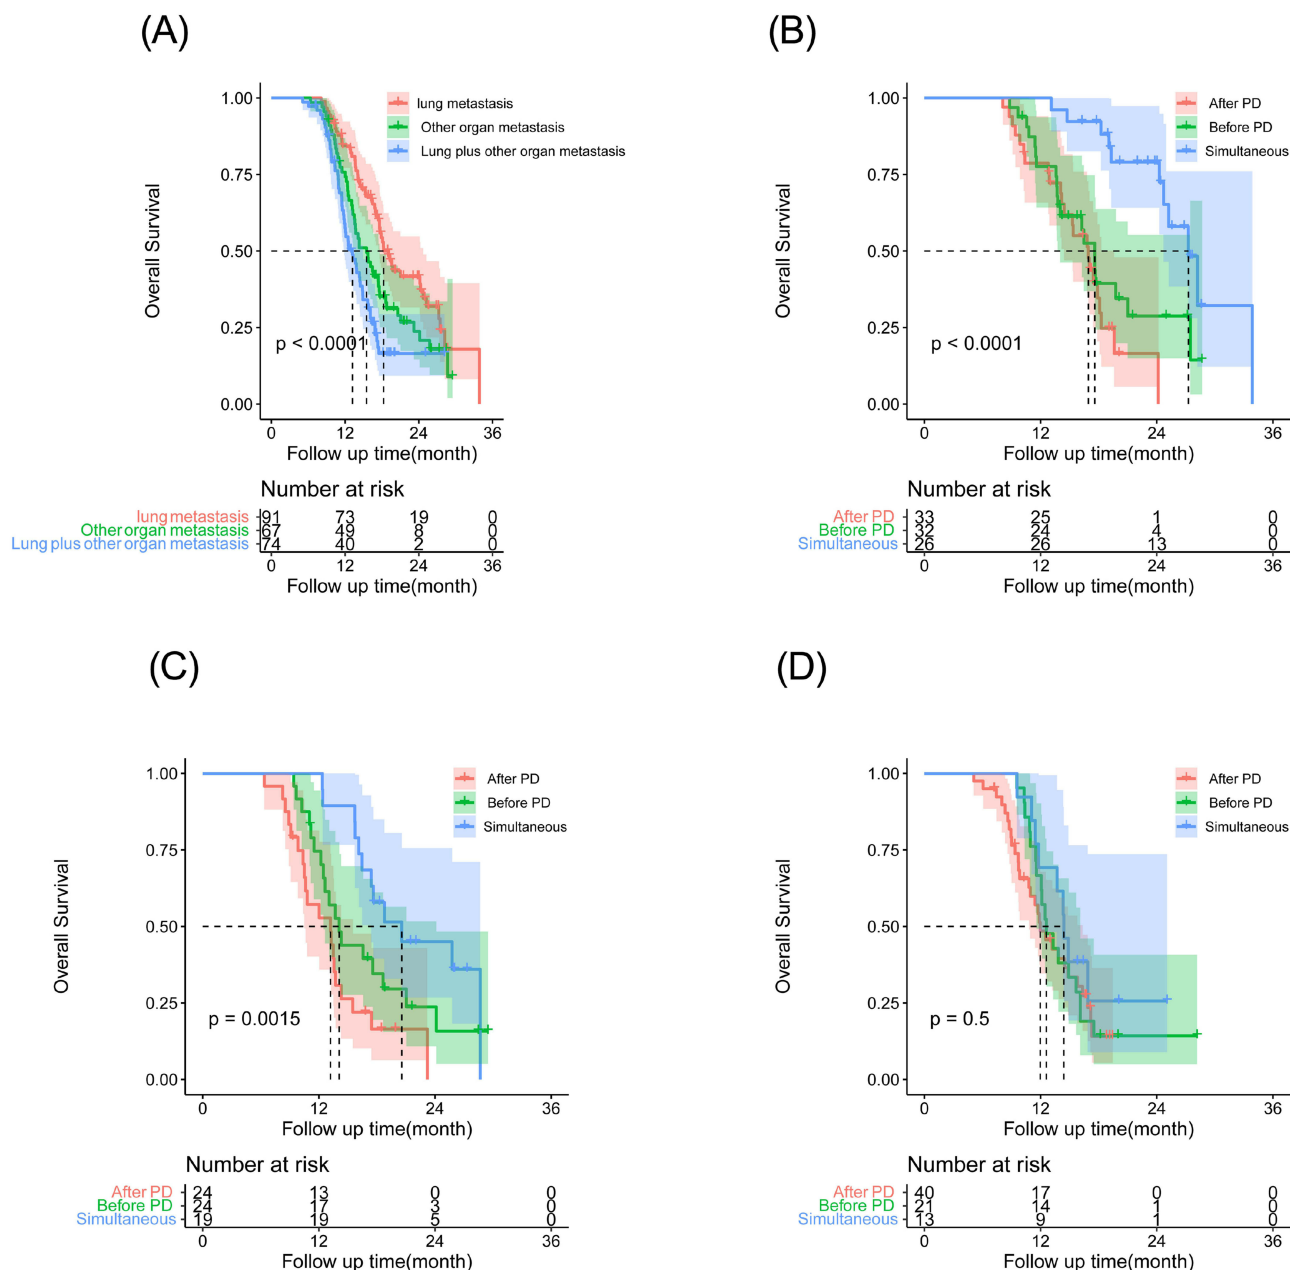 (A)
Overall Survival
1.00
0.75
0.50
0.25
0.00
lung metastasis
Other organ metastasis
Lung plus other organ metastasis
p < 0.0001
0 12 24 36
Follow up time(month)
Number at risk
lung metastasis 91 73 19 0
Other organ metastasis 67 49 8 0
Lung plus other organ metastasis 74 40 2 0
0 12 24 36
Follow up time(month)
(B)
Overall Survival
1.00
0.75
0.50
0.25
0.00
After PD
Before PD
Simultaneous
p < 0.0001
0 12 24 36
Follow up time(month)
Number at risk
After PD 33 25 1 0
Before PD 32 24 4 0
Simultaneous 26 26 13 0
0 12 24 36
Follow up time(month)
(C)
Overall Survival
1.00
0.75
0.50
0.25
0.00
After PD
Before PD
Simultaneous
p = 0.0015
0 12 24 36
Follow up time(month)
Number at risk
After PD 24 13 0 0
Before PD 24 17 3 0
Simultaneous 19 19 5 0
0 12 24 36
Follow up time(month)
(D)
Overall Survival
1.00
0.75
0.50
0.25
0.00
After PD
Before PD
Simultaneous
p = 0.5
0 12 24 36
Follow up time(month)
Number at risk
After PD 40 17 0 0
Before PD 21 14 1 0
Simultaneous 13 9 1 0
0 12 24 36
Follow up time(month)